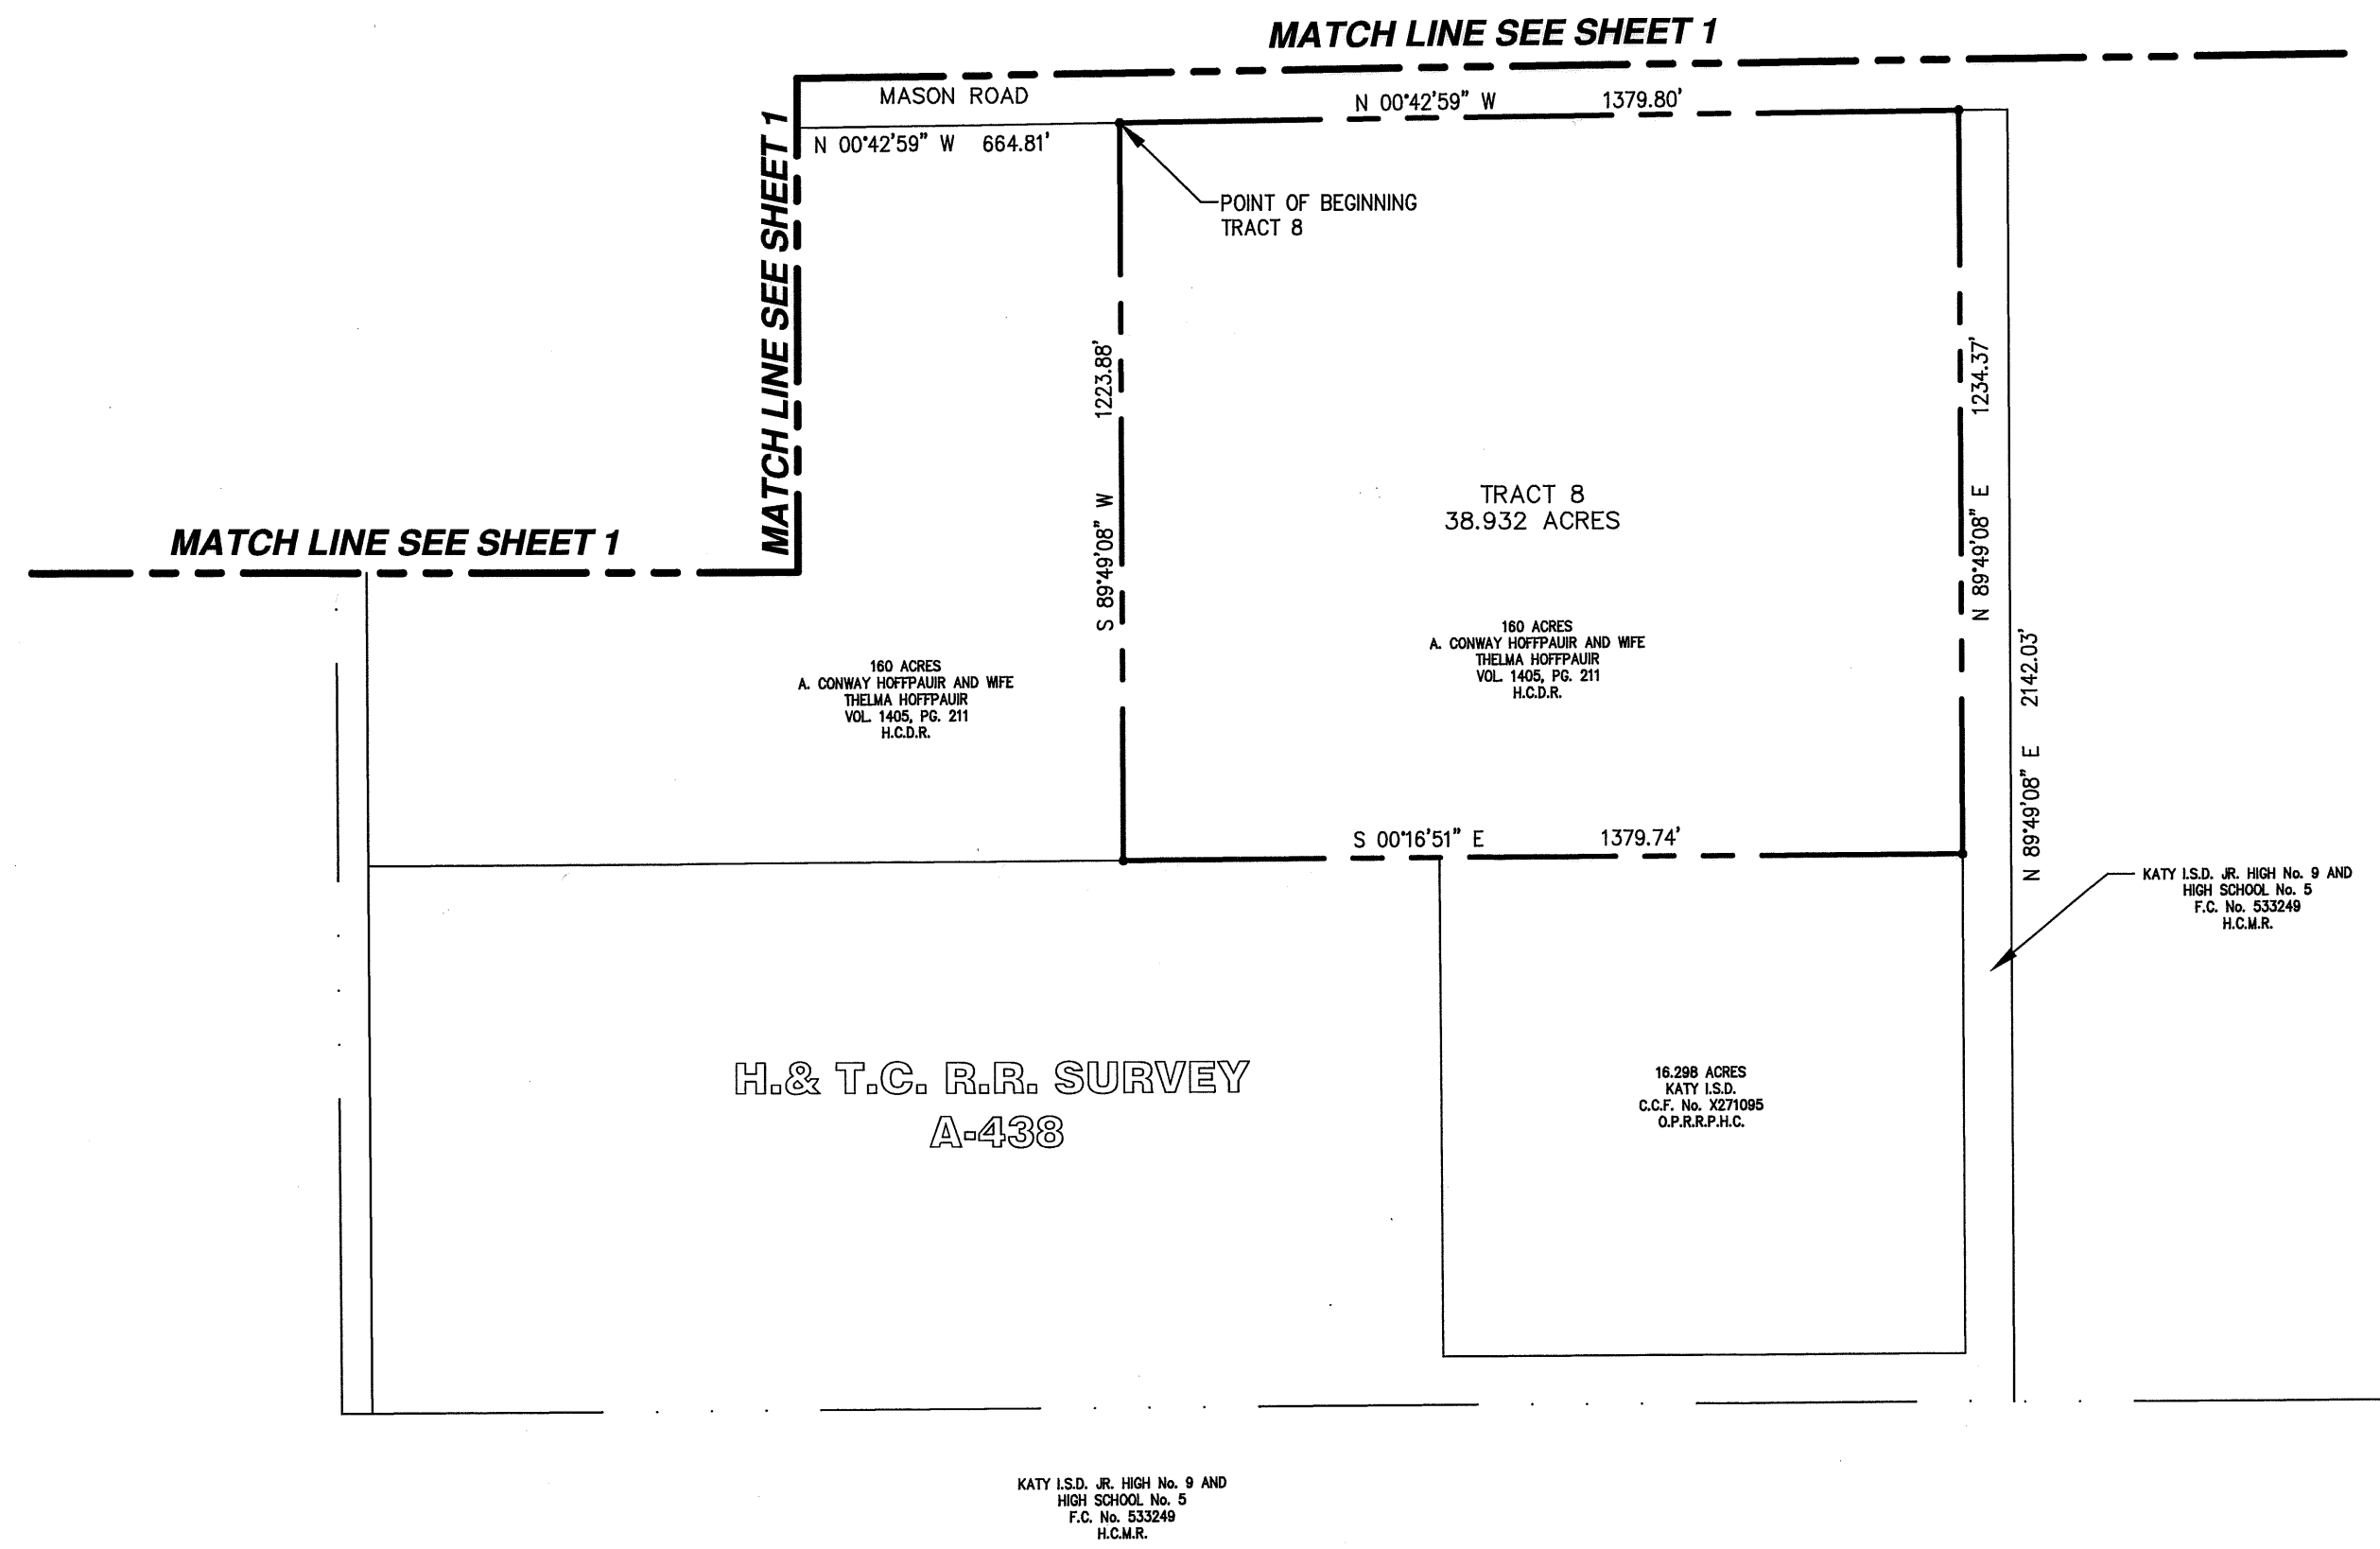 MATCH LINE SEE SHEET 1
MASON ROAD
N 00°42'59" W 1379.80'
N 00°42'59" W 664.81'
MATCH LINE SEE SHEET 1
POINT OF BEGINNING
TRACT 8
S 89°49'08" W 1223.88'
N 89°49'08" E 1234.37'
TRACT 8
38.932 ACRES
MATCH LINE SEE SHEET 1
160 ACRES
A. CONWAY HOFFPAUIR AND WIFE
THELMA HOFFPAUIR
VOL. 1405, PG. 211
H.C.D.R.
160 ACRES
A. CONWAY HOFFPAUIR AND WIFE
THELMA HOFFPAUIR
VOL. 1405, PG. 211
H.C.D.R.
N 89°49'08" E 2142.03'
S 00°16'51" E 1379.74'
KATY I.S.D. JR. HIGH No. 9 AND
HIGH SCHOOL No. 5
F.C. No. 533249
H.C.M.R.
H.& T.C. R.R. SURVEY
A-438
16.298 ACRES
KATY I.S.D.
C.C.F. No. X271095
O.P.R.R.P.H.C.
KATY I.S.D. JR. HIGH No. 9 AND
HIGH SCHOOL No. 5
F.C. No. 533249
H.C.M.R.